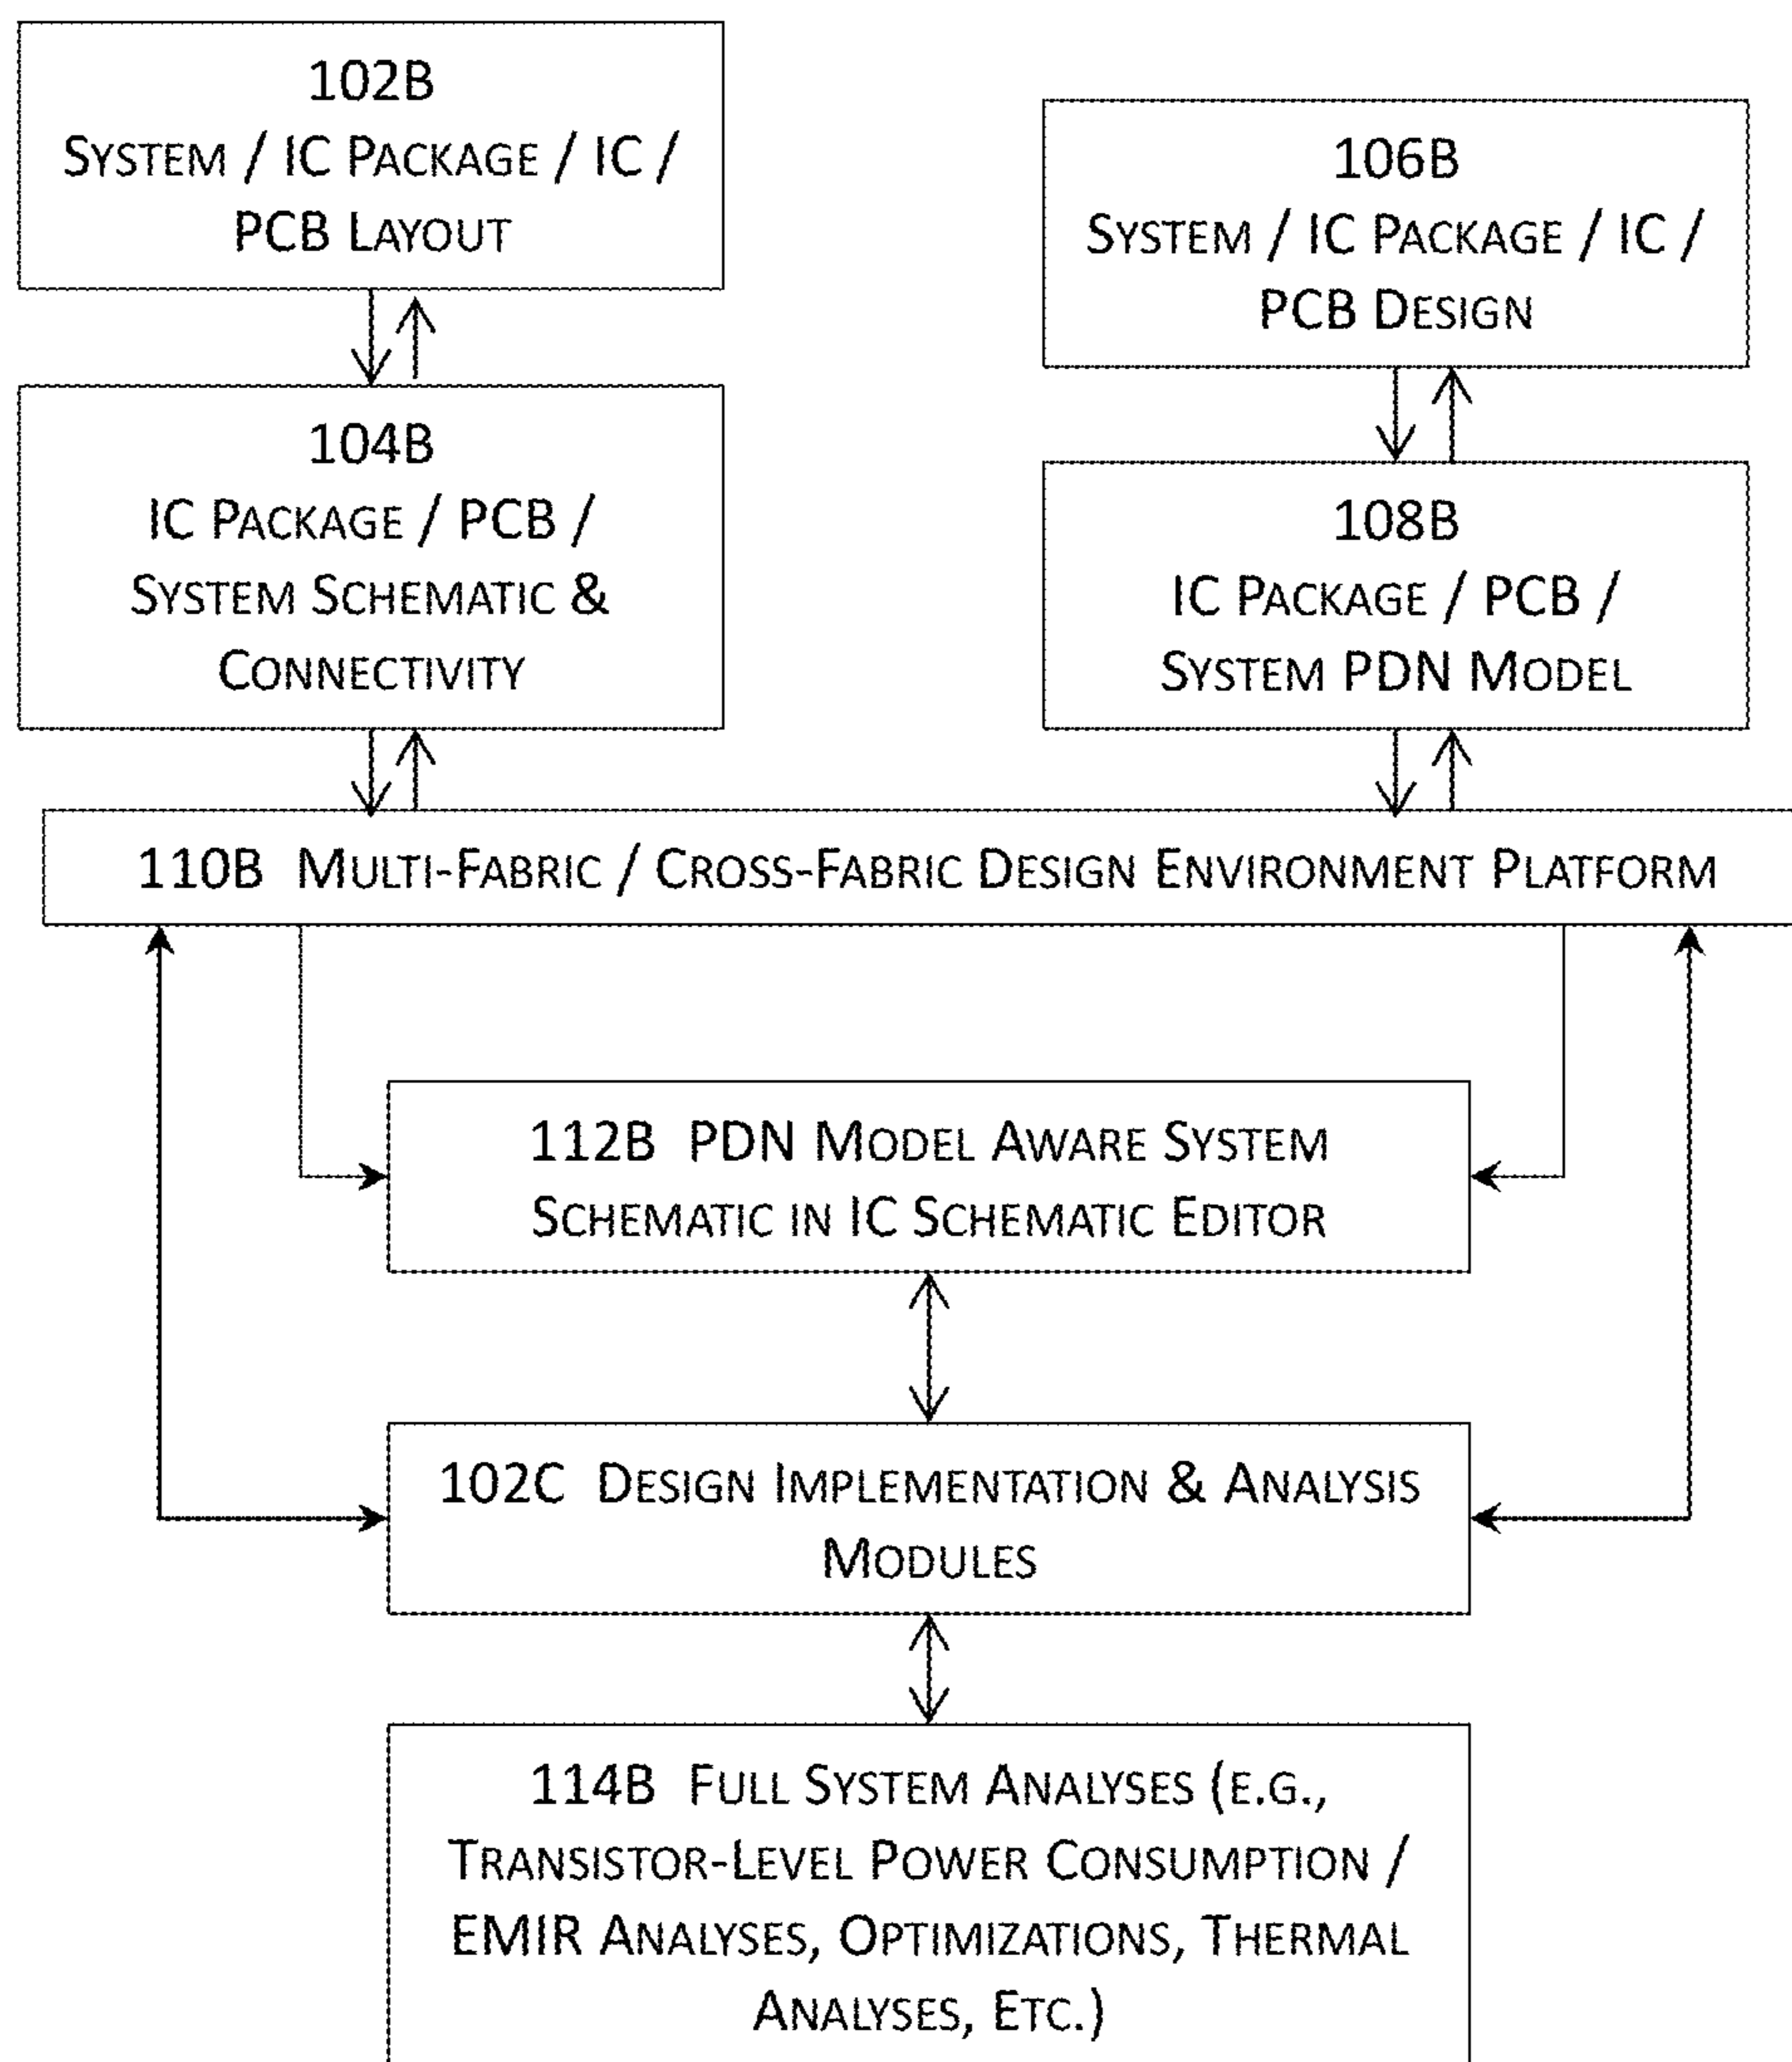 102B
SYSTEM / IC PACKAGE / IC /
PCB LAYOUT
104B
IC PACKAGE / PCB /
SYSTEM SCHEMATIC &
CONNECTIVITY
106B
SYSTEM / IC PACKAGE / IC /
PCB DESIGN
108B
IC PACKAGE / PCB /
SYSTEM PDN MODEL
110B MULTI-FABRIC / CROSS-FABRIC DESIGN ENVIRONMENT PLATFORM
112B PDN MODEL AWARE SYSTEM
SCHEMATIC IN IC SCHEMATIC EDITOR
102C DESIGN IMPLEMENTATION & ANALYSIS
MODULES
114B FULL SYSTEM ANALYSES (E.G.,
TRANSISTOR-LEVEL POWER CONSUMPTION /
EMIR ANALYSES, OPTIMIZATIONS, THERMAL
ANALYSES, ETC.)